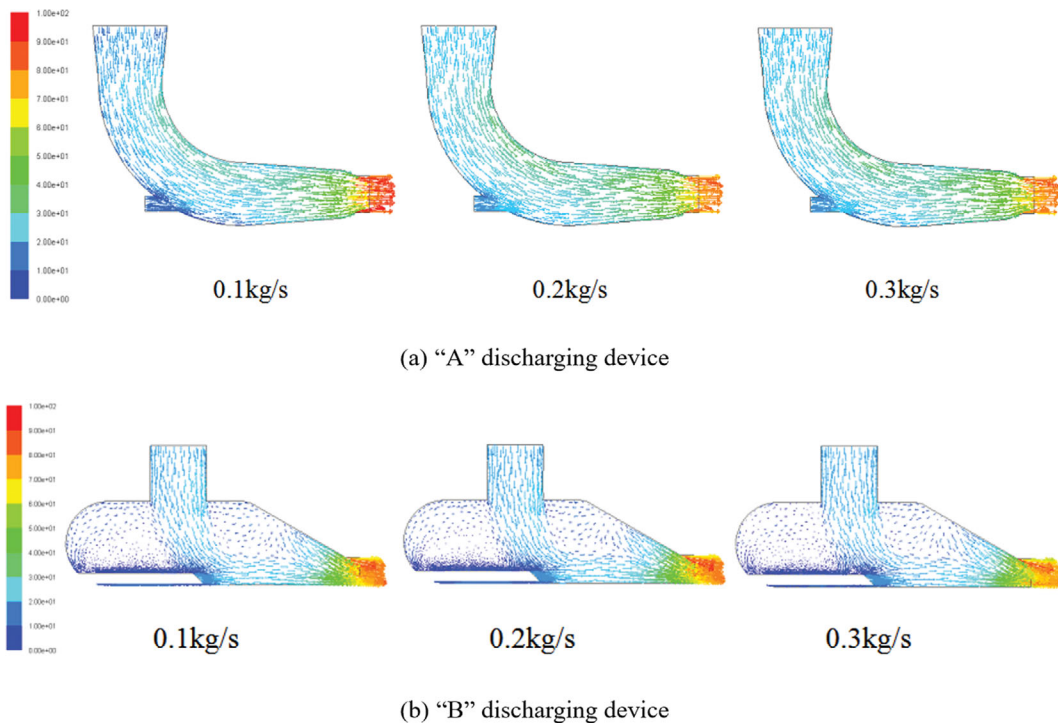 1.00e+02
9.00e+01
8.00e+01
7.00e+01
6.00e+01
5.00e+01
4.00e+01
3.00e+01
2.00e+01
1.00e+01
0.00e+00
0.1kg/s 0.2kg/s 0.3kg/s
(a) “A” discharging device
1.00e+02
9.00e+01
8.00e+01
7.00e+01
6.00e+01
5.00e+01
4.00e+01
3.00e+01
2.00e+01
1.00e+01
0.00e+00
0.1kg/s 0.2kg/s 0.3kg/s
(b) “B” discharging device